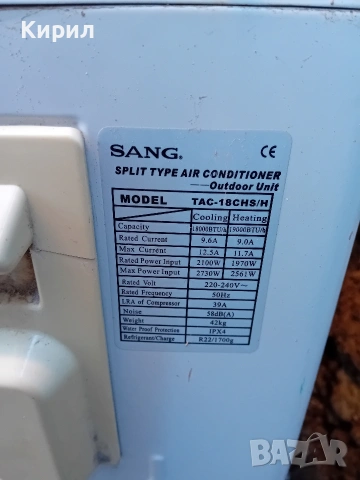 Кирил
SANG. CE
SPLIT TYPE AIR CONDITIONER
Outdoor Unit
MODEL TAC-18CHS/H
Cooling Heating
Capacity 18000BTU/h 19000BTU/h
Rated Current 9.6A 9.0A
Max Current 12.5A 11.7A
Rated Power Input 2100W 1970W
Max Power Input 2730W 2561W
Rated Volt 220-240V~
Rated Frequency 50Hz
LRA of Compressor 39A
Noise 58dB(A)
Weight 42kg
Water Proof Protection IPX4
Refrigerant/Charge R22/1700g
BAZAR